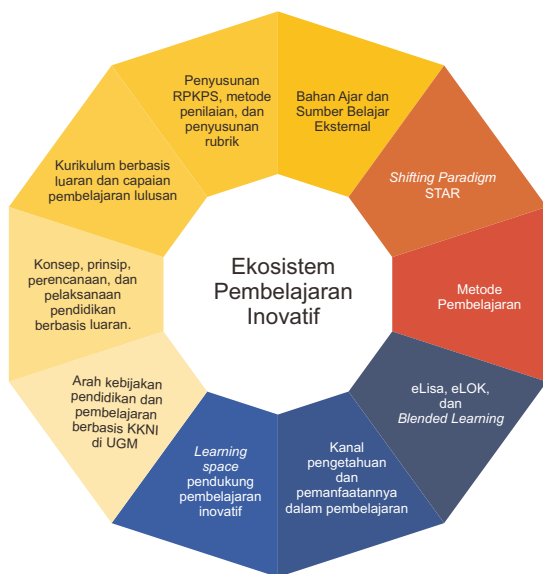 Ekosistem
Pembelajaran
Inovatif
Bahan Ajar dan
Sumber Belajar
Eksternal
Shifting Paradigm
STAR
Metode
Pembelajaran
eLisa, eLOK,
dan
Blended Learning
Kanal
pengetahuan
dan
pemanfaatannya
dalam pembelajaran
Learning
space
pendukung
pembelajaran
inovatif
Arah kebijakan
pendidikan dan
pembelajaran
berbasis KKNI
di UGM
Konsep, prinsip,
perencanaan, dan
pelaksanaan
pendidikan
berbasis luaran.
Kurikulum berbasis
luaran dan capaian
pembelajaran lulusan
Penyusunan
RPKPS, metode
penilaian, dan
penyusunan
rubrik